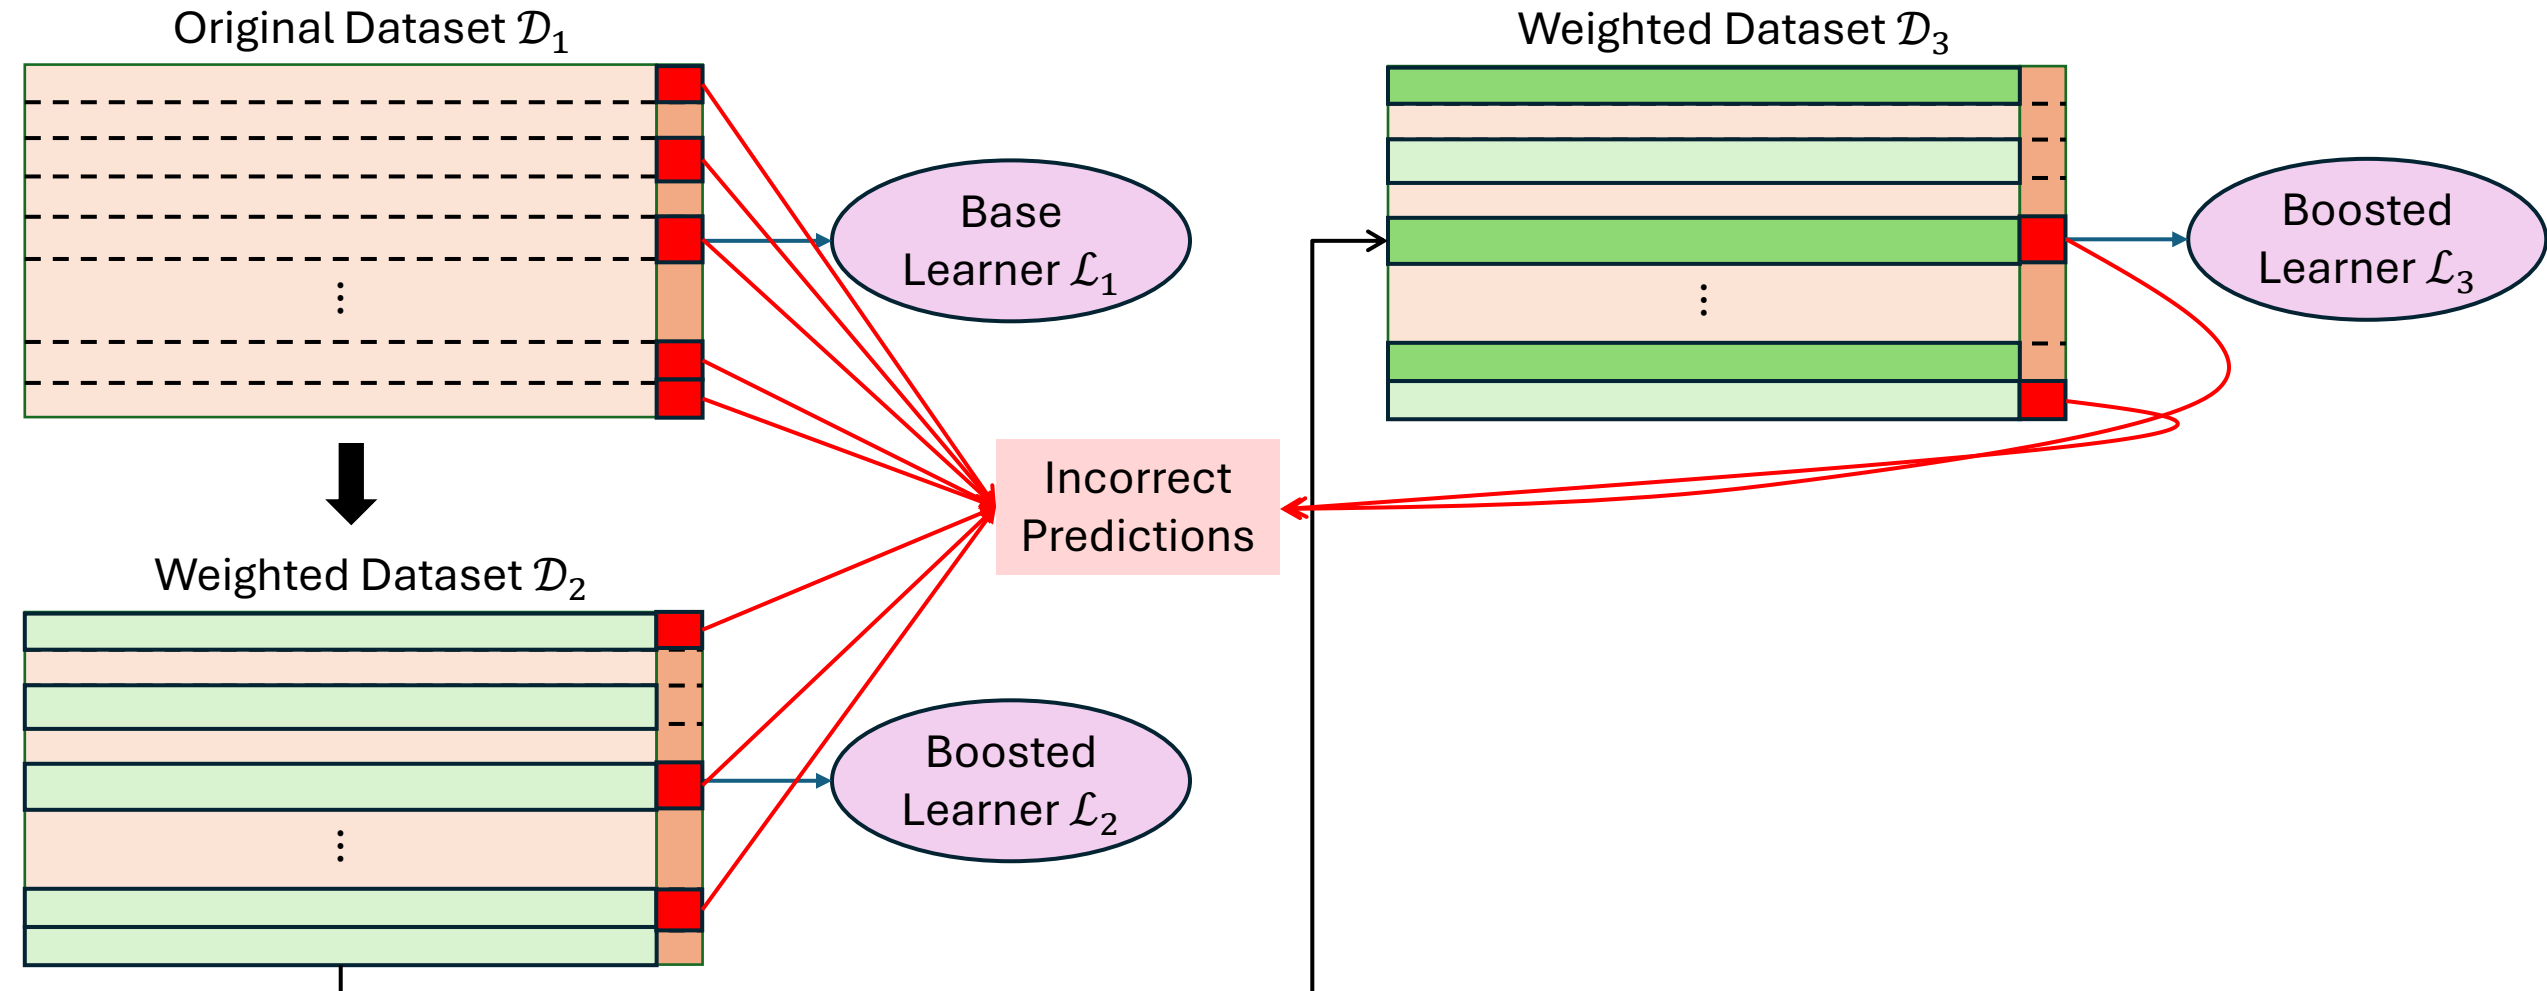 Original Dataset 𝒟₁
Base
Learner ℒ₁
Incorrect
Predictions
Weighted Dataset 𝒟₂
Boosted
Learner ℒ₂
Weighted Dataset 𝒟₃
Boosted
Learner ℒ₃